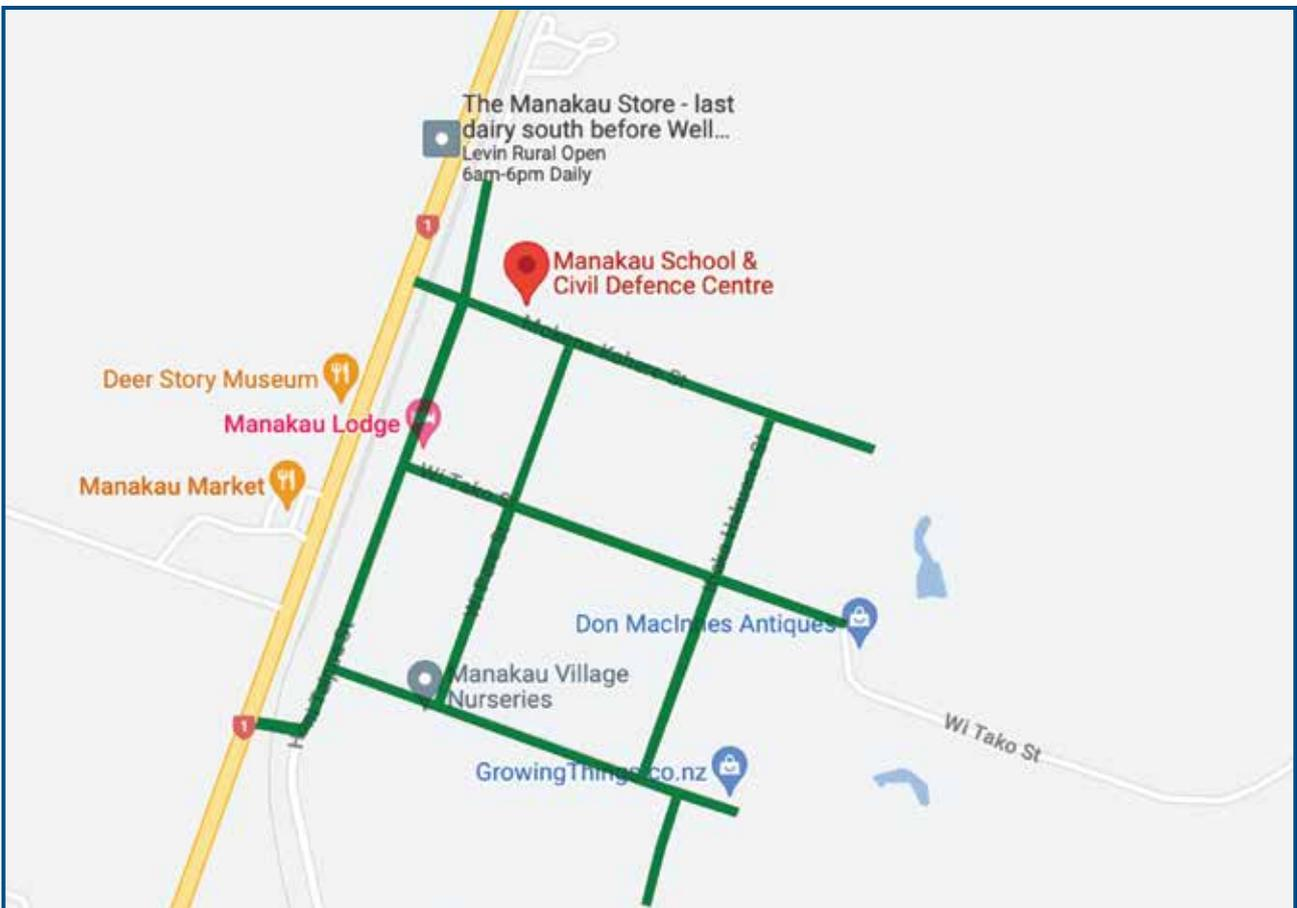 The Manakau Store - last
dairy south before Well...
Levin Rural Open
6am-6pm Daily
1
Manakau School &
Civil Defence Centre
Deer Story Museum
Manakau Lodge
Manakau Market
Wi Tako
Don MacInnes Antiques
Manakau Village
Nurseries
1
Wi Tako St
GrowingThings.co.nz